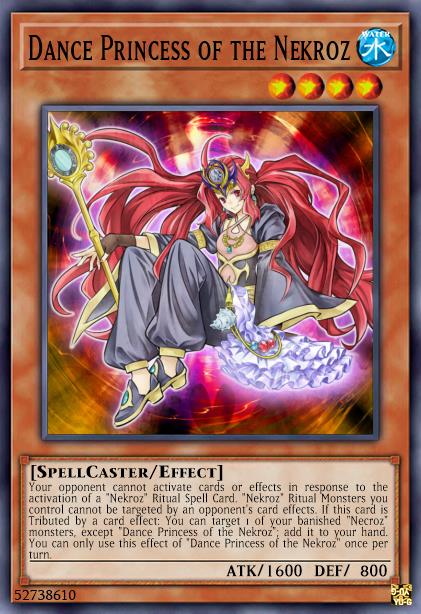 DANCE PRINCESS OF THE NEKROZ
WATER
水
[SPELLCASTER/EFFECT]
Your opponent cannot activate cards or effects in response to the
activation of a "Nekroz" Ritual Spell Card. "Nekroz" Ritual Monsters you
control cannot be targeted by an opponent's card effects. If this card is
Tributed by a card effect: You can target 1 of your banished "Necroz"
monsters, except "Dance Princess of the Nekroz"; add it to your hand.
You can only use this effect of "Dance Princess of the Nekroz" once per
turn.
ATK/1600 DEF/ 800
52738610